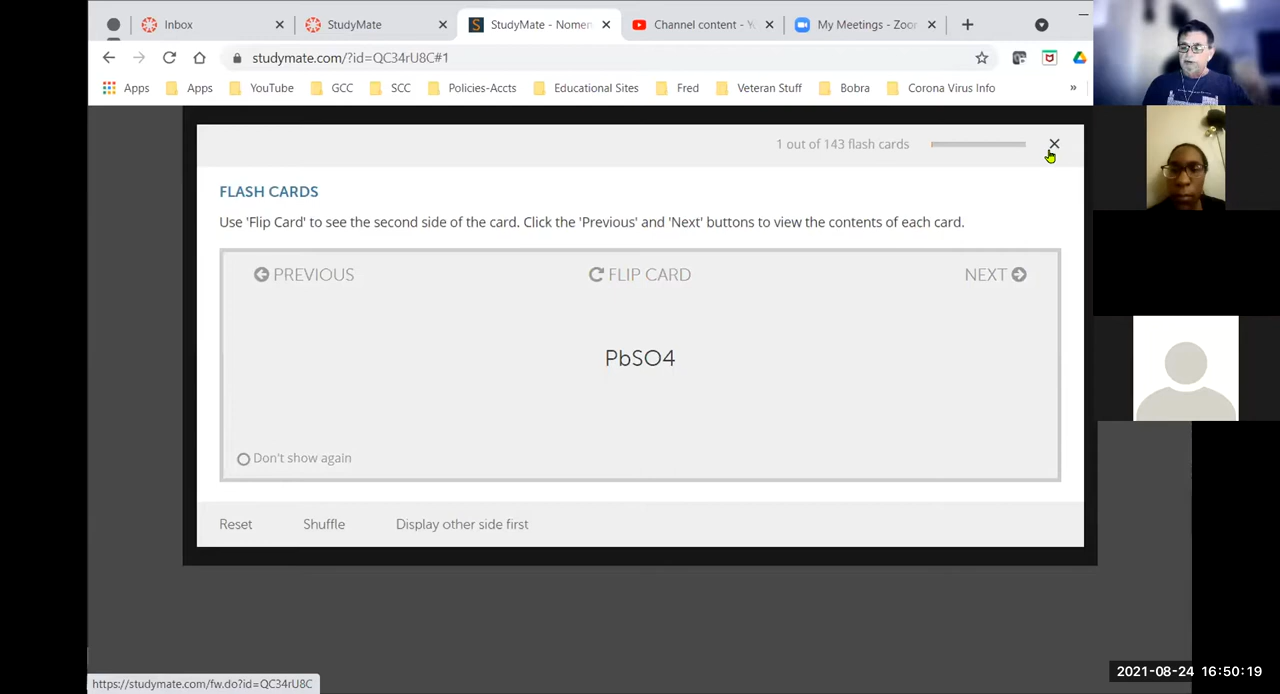 Inbox
StudyMate
StudyMate - Nomen
Channel content - Y
My Meetings - Zoor
studymate.com/?id=QC34rU8C#1
Apps
Apps
YouTube
GCC
SCC
Policies-Accts
Educational Sites
Fred
Veteran Stuff
Bobra
Corona Virus Info
»
1 out of 143 flash cards
FLASH CARDS
Use 'Flip Card' to see the second side of the card. Click the 'Previous' and 'Next' buttons to view the contents of each card.
PREVIOUS
FLIP CARD
NEXT
PbSO4
Don't show again
Reset
Shuffle
Display other side first
https://studymate.com/fw.do?id=QC34rU8C
2021-08-24 16:50:19